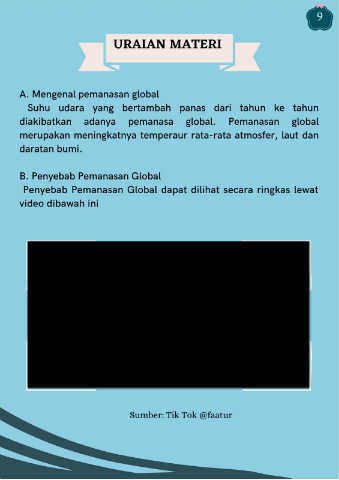 9
URAIAN MATERI
A. Mengenal pemanasan global
Suhu udara yang bertambah panas dari tahun ke tahun
diakibatkan adanya pemanasa global. Pemanasan global
merupakan meningkatnya temperaur rata-rata atmosfer, laut dan
daratan bumi.
B. Penyebab Pemanasan Global
Penyebab Pemanasan Global dapat dilihat secara ringkas lewat
video dibawah ini
Sumber: Tik Tok @faatur